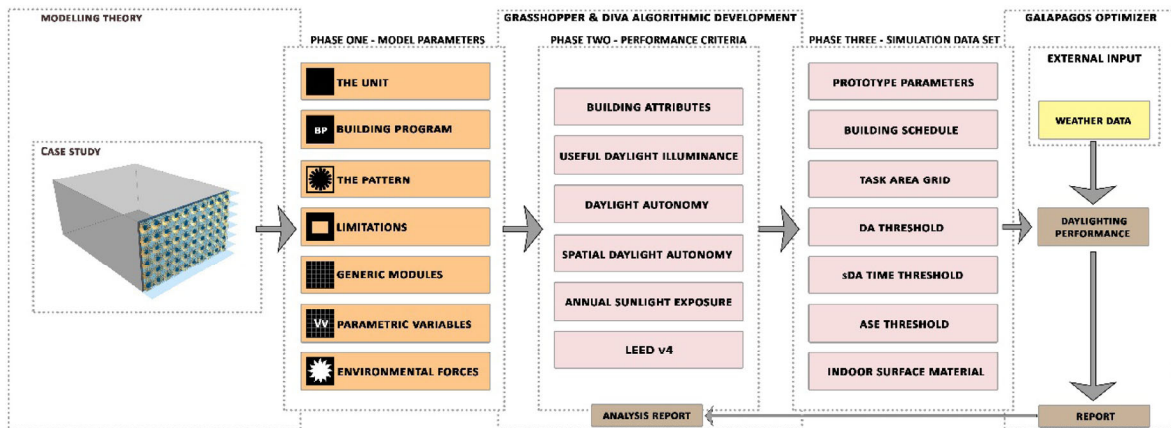 MODELLING THEORY
GRASSHOPPER & DIVA ALGORITHMIC DEVELOPMENT
GALAPAGOS OPTIMIZER
PHASE ONE - MODEL PARAMETERS
PHASE TWO - PERFORMANCE CRITERIA
PHASE THREE - SIMULATION DATA SET
EXTERNAL INPUT
CASE STUDY
THE UNIT
BP
BUILDING PROGRAM
THE PATTERN
LIMITATIONS
GENERIC MODULES
VV
PARAMETRIC VARIABLES
ENVIRONMENTAL FORCES
BUILDING ATTRIBUTES
USEFUL DAYLIGHT ILLUMINANCE
DAYLIGHT AUTONOMY
SPATIAL DAYLIGHT AUTONOMY
ANNUAL SUNLIGHT EXPOSURE
LEED v4
PROTOTYPE PARAMETERS
BUILDING SCHEDULE
TASK AREA GRID
DA THRESHOLD
sDA TIME THRESHOLD
ASE THRESHOLD
INDOOR SURFACE MATERIAL
WEATHER DATA
DAYLIGHTING
PERFORMANCE
REPORT
ANALYSIS REPORT